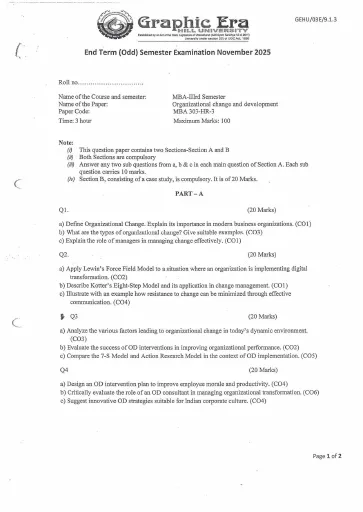 GEHU/03E/9.1.3
Graphic Era
HILL UNIVERSITY
End Term (Odd) Semester Examination November 2025
Roll no.................................
Name of the Course and semester: MBA-IIIrd Semester
Name of the Paper: Organizational change and development
Paper Code: MBA 303-HR-3
Time: 3 hour Maximum Marks: 100
Note:
(i) This question paper contains two Sections-Section A and B
(ii) Both Sections are compulsory
(iii) Answer any two sub questions from a, b & c in each main question of Section A. Each sub
question carries 10 marks.
(iv) Section B, consisting of a case study, is compulsory. It is of 20 Marks.
PART – A
Q1. (20 Marks)
a) Define Organizational Change. Explain its importance in modern business organizations. (CO1)
b) What are the types of organizational change? Give suitable examples. (CO3)
c) Explain the role of managers in managing change effectively. (CO1)
Q2. (20 Marks)
a) Apply Lewin's Force Field Model to a situation where an organization is implementing digital
transformation. (CO2)
b) Describe Kotter's Eight-Step Model and its application in change management. (CO1)
c) Illustrate with an example how resistance to change can be minimized through effective
communication. (CO4)
Q3 (20 Marks)
a) Analyze the various factors leading to organizational change in today's dynamic environment.
(CO3)
b) Evaluate the success of OD interventions in improving organizational performance. (CO2)
c) Compare the 7-S Model and Action Research Model in the context of OD implementation. (CO5)
Q4 (20 Marks)
a) Design an OD intervention plan to improve employee morale and productivity. (CO4)
b) Critically evaluate the role of an OD consultant in managing organizational transformation. (CO6)
c) Suggest innovative OD strategies suitable for Indian corporate culture. (CO4)
Page 1 of 2